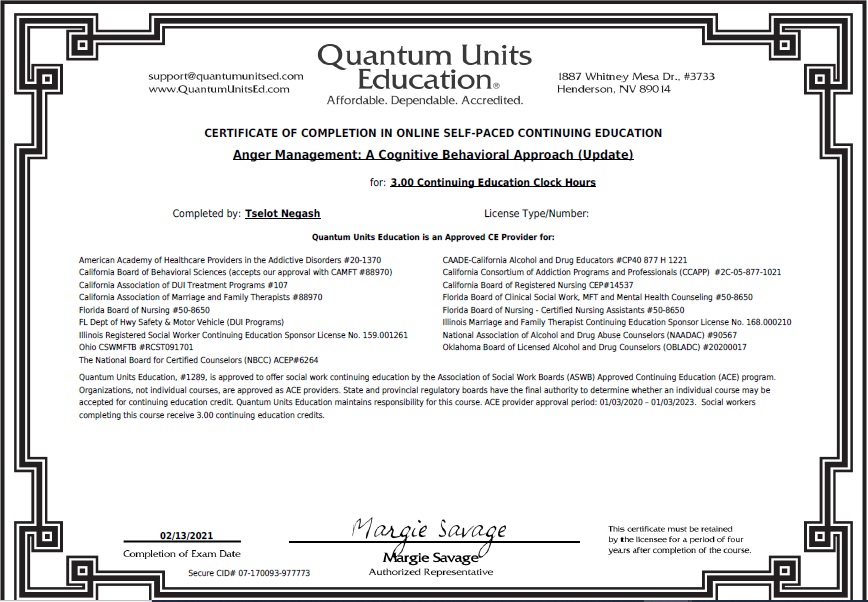 Quantum Units
Education®
Affordable. Dependable. Accredited.
support@quantumunitsed.com
www.QuantumUnitsEd.com
1887 Whitney Mesa Dr., #3733
Henderson, NV 89014
CERTIFICATE OF COMPLETION IN ONLINE SELF-PACED CONTINUING EDUCATION
Anger Management: A Cognitive Behavioral Approach (Update)
for: 3.00 Continuing Education Clock Hours
Completed by: Tselot Negash
License Type/Number:
Quantum Units Education is an Approved CE Provider for:
American Academy of Healthcare Providers in the Addictive Disorders #20-1370
California Board of Behavioral Sciences (accepts our approval with CAMFT #88970)
California Association of DUI Treatment Programs #107
California Association of Marriage and Family Therapists #88970
Florida Board of Nursing #50-8650
FL Dept of Hwy Safety & Motor Vehicle (DUI Programs)
Illinois Registered Social Worker Continuing Education Sponsor License No. 159.001261
Ohio CSWMFTB #RCST091701
The National Board for Certified Counselors (NBCC) ACEP#6264
CAADE-California Alcohol and Drug Educators #CP40 877 H 1221
California Consortium of Addiction Programs and Professionals (CCAPP) #2C-05-877-1021
California Board of Registered Nursing CEP#14537
Florida Board of Clinical Social Work, MFT and Mental Health Counseling #50-8650
Florida Board of Nursing - Certified Nursing Assistants #50-8650
Illinois Marriage and Family Therapist Continuing Education Sponsor License No. 168.000210
National Association of Alcohol and Drug Abuse Counselors (NAADAC) #90567
Oklahoma Board of Licensed Alcohol and Drug Counselors (OBLADC) #20200017
Quantum Units Education, #1289, is approved to offer social work continuing education by the Association of Social Work Boards (ASWB) Approved Continuing Education (ACE) program.
Organizations, not individual courses, are approved as ACE providers. State and provincial regulatory boards have the final authority to determine whether an individual course may be
accepted for continuing education credit. Quantum Units Education maintains responsibility for this course. ACE provider approval period: 01/03/2020 – 01/03/2023. Social workers
completing this course receive 3.00 continuing education credits.
02/13/2021
Completion of Exam Date
Secure CID# 07-170093-977773
Margie Savage
Margie Savage
Authorized Representative
This certificate must be retained
by the licensee for a period of four
years after completion of the course.